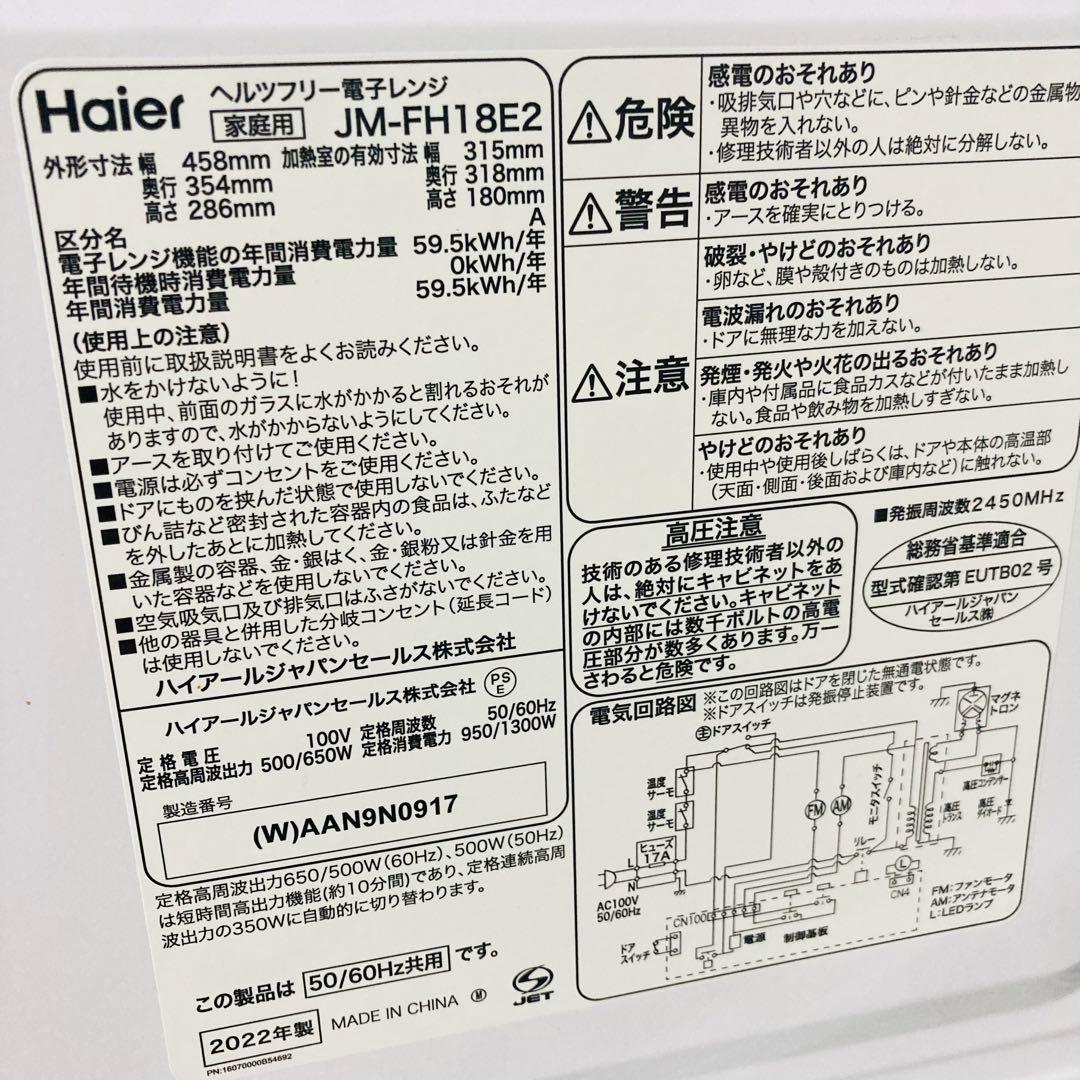 Haier
ヘルツフリー電子レンジ
家庭用 JM-FH18E2
外形寸法 幅 458mm 加熱室の有効寸法 幅 315mm
奥行 354mm 奥行 318mm
高さ 286mm 高さ 180mm
区分名 A
電子レンジ機能の年間消費電力量 59.5kWh/年
年間待機時消費電力量 0kWh/年
年間消費電力量 59.5kWh/年
(使用上の注意)
使用前に取扱説明書をよくお読みください。
■水をかけないように!
使用中、前面のガラスに水がかかると割れるおそれが
ありますので、水がかからないようにしてください。
■アースを取り付けてご使用ください。
■電源は必ずコンセントをご使用ください。
■ドアにものを挟んだ状態で使用しないでください。
■びん詰など密封された容器内の食品は、ふたなど
を外したあとに加熱してください。
■金属製の容器、金・銀はく、金・銀粉又は針金を用
いた容器などを使用しないでください。
■空気吸気口及び排気口はふさがないでください。
■他の器具と併用した分岐コンセント(延長コード)
は使用しないでください。
ハイアールジャパンセールス株式会社
ハイアールジャパンセールス株式会社 PSE
定格電圧 100V 定格周波数 50/60Hz
定格高周波出力 500/650W 定格消費電力 950/1300W
製造番号
(W)AAN9N0917
定格高周波出力650/500W(60Hz)、500W(50Hz)
は短時間高出力機能(約10分間)であり、定格連続高周
波出力の350Wに自動的に切り替わります。
この製品は 50/60Hz共用 です。
2022年製 MADE IN CHINA Ⓜ JET
PN:16070000B54692
危険
感電のおそれあり
・吸排気口や穴などに、ピンや針金などの金属物
異物を入れない。
・修理技術者以外の人は絶対に分解しない。
警告
感電のおそれあり
・アースを確実にとりつける。
注意
破裂・やけどのおそれあり
・卵など、膜や殻付きのものは加熱しない。
電波漏れのおそれあり
・ドアに無理な力を加えない。
発煙・発火や火花の出るおそれあり
・庫内や付属品に食品カスなどが付いたまま加熱し
ない。食品や飲み物を加熱しすぎない。
やけどのおそれあり
・使用中や使用後しばらくは、ドアや本体の高温部
(天面・側面・後面および庫内など)に触れない。
高圧注意
技術のある修理技術者以外の
人は、絶対にキャビネットをあ
けないでください。キャビネット
の内部には数千ボルトの高電
圧部分が数多くあります。万一
さわると危険です。
■発振周波数2450MHz
総務省基準適合
型式確認第EUTB02号
ハイアールジャパン
セールス㈱
電気回路図 ※この回路図はドアを閉じた無通電状態です。
※ドアスイッチは発振停止装置です。
主ドアスイッチ
マグネ
トロン
温度
サーモ
温度
サーモ
ヒューズ
17A
L
N
AC100V
50/60Hz
FM
AM
モニタスイッチ
リレー
高圧コンデンサー
高圧
トランス
高圧
ダイオード
L
CN4
CN100
ドア
スイッチ
電源
制御基板
FM:ファンモータ
AM:アンテナモータ
L:LEDランプ